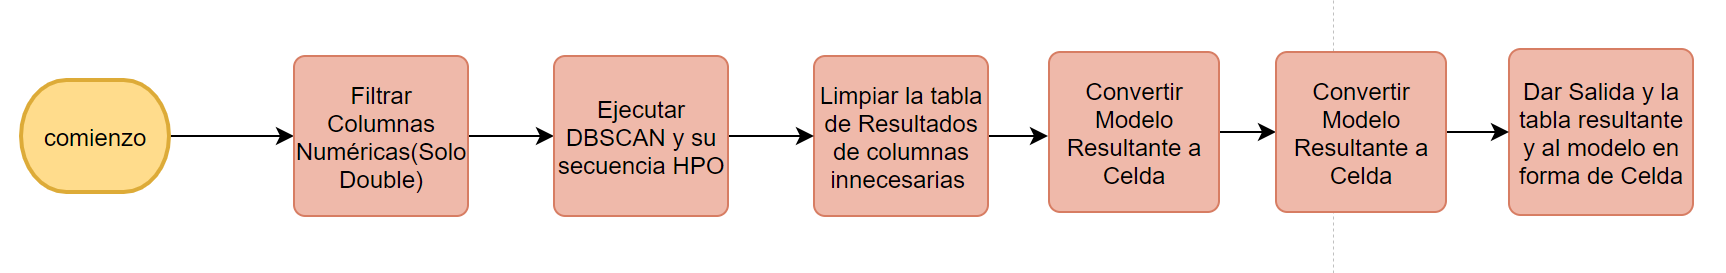 comienzo
Filtrar
Columnas
Numéricas(Solo
Double)
Ejecutar
DBSCAN y su
secuencia HPO
Limpiar la tabla
de Resultados
de columnas
innecesarias
Convertir
Modelo
Resultante a
Celda
Convertir
Modelo
Resultante a
Celda
Dar Salida y la
tabla resultante
y al modelo en
forma de Celda